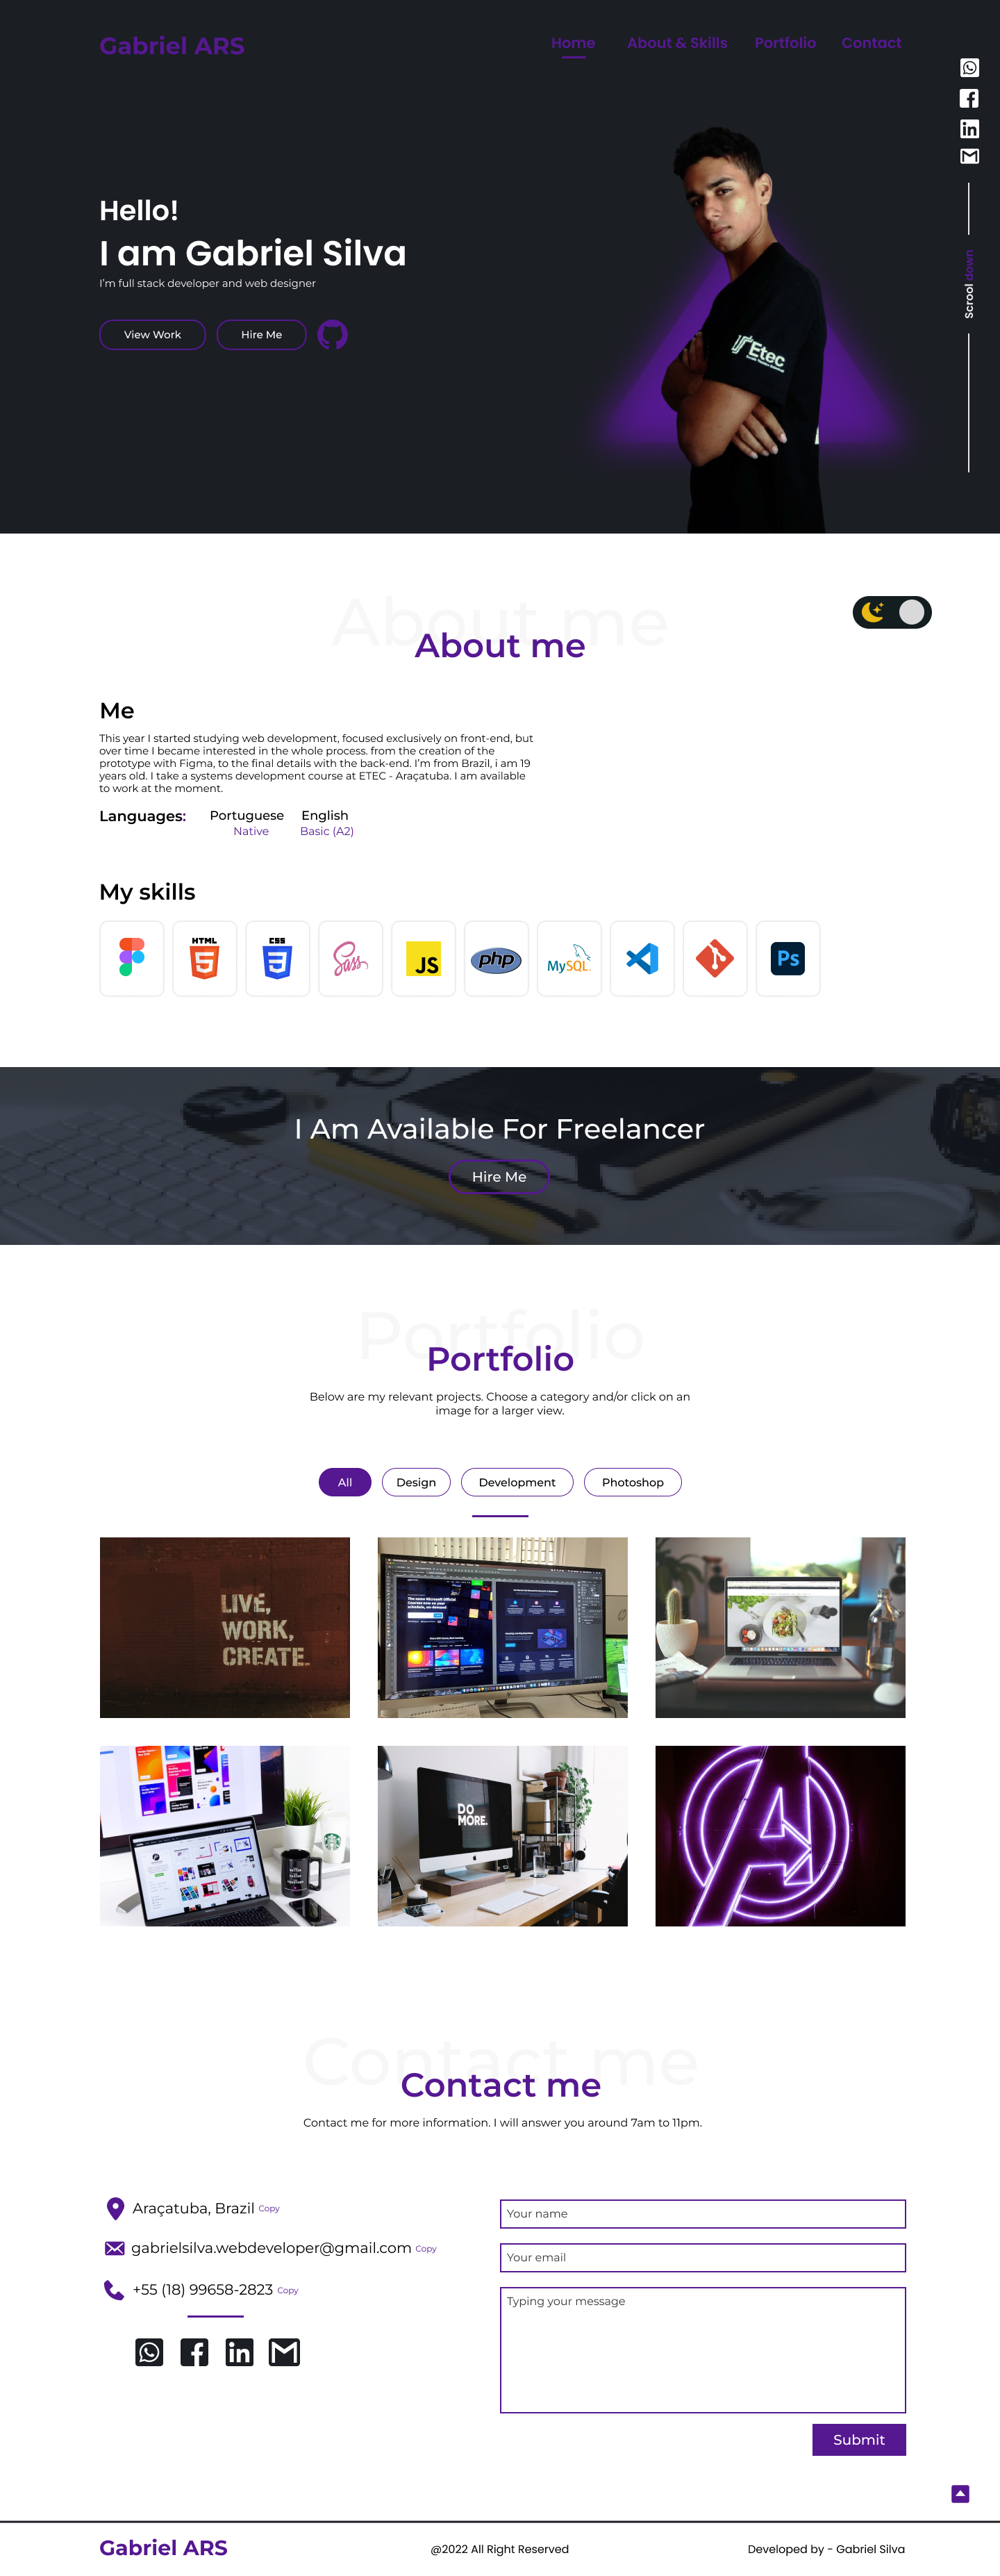 Gabriel ARS
Home
About & Skills
Portfolio
Contact
Hello!
I am Gabriel Silva
I'm full stack developer and web designer
View Work
Hire Me
Etec
Scrool down
About me
About me
Me
This year I started studying web development, focused exclusively on front-end, but
over time I became interested in the whole process. from the creation of the
prototype with Figma, to the final details with the back-end. I'm from Brazil, i am 19
years old. I take a systems development course at ETEC - Araçatuba. I am available
to work at the moment.
Languages:
Portuguese
English
Native
Basic (A2)
My skills
HTML
5
CSS
3
Sass
JS
php
MySQL
Ps
I Am Available For Freelancer
Hire Me
Portfolio
Portfolio
Below are my relevant projects. Choose a category and/or click on an
image for a larger view.
All
Design
Development
Photoshop
LIVE,
WORK,
CREATE.
DO
MORE.
Contact me
Contact me
Contact me for more information. I will answer you around 7am to 11pm.
Araçatuba, Brazil Copy
gabrielsilva.webdeveloper@gmail.com Copy
+55 (18) 99658-2823 Copy
Your name
Your email
Typing your message
Submit
Gabriel ARS
@2022 All Right Reserved
Developed by - Gabriel Silva